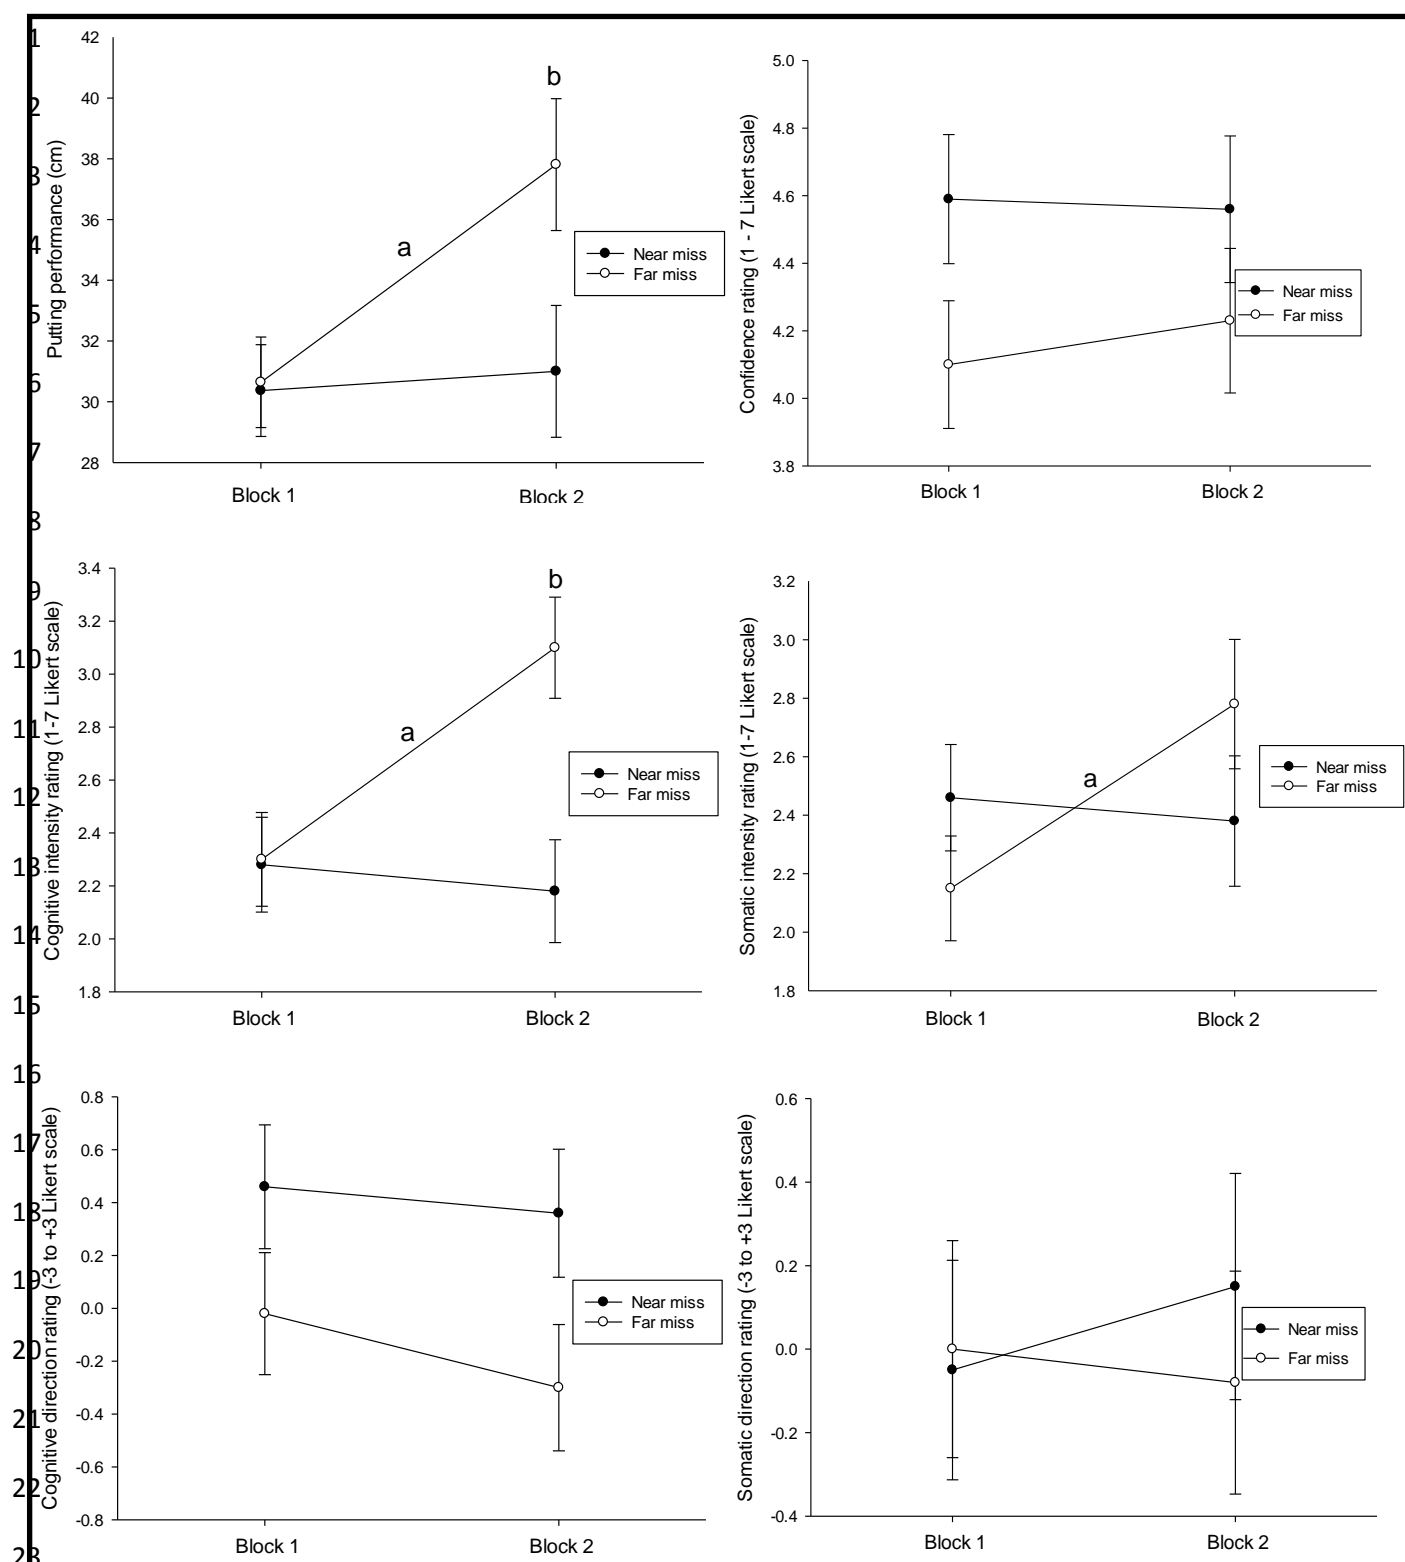 1
2
3
4
5
6
7
8
9
10
11
12
13
14
15
16
17
18
19
20
21
22
23
Putting performance (cm)
42
40
38
36
34
32
30
28
a
b
Near miss
Far miss
Block 1
Block 2
Confidence rating (1 - 7 Likert scale)
5.0
4.8
4.6
4.4
4.2
4.0
3.8
Near miss
Far miss
Block 1
Block 2
Cognitive intensity rating (1-7 Likert scale)
3.4
3.2
3.0
2.8
2.6
2.4
2.2
2.0
1.8
a
b
Near miss
Far miss
Block 1
Block 2
Somatic intensity rating (1-7 Likert scale)
3.2
3.0
2.8
2.6
2.4
2.2
2.0
1.8
a
Near miss
Far miss
Block 1
Block 2
Cognitive direction rating (-3 to +3 Likert scale)
0.8
0.6
0.4
0.2
0.0
-0.2
-0.4
-0.6
-0.8
Near miss
Far miss
Block 1
Block 2
Somatic direction rating (-3 to +3 Likert scale)
0.6
0.4
0.2
0.0
-0.2
-0.4
Near miss
Far miss
Block 1
Block 2